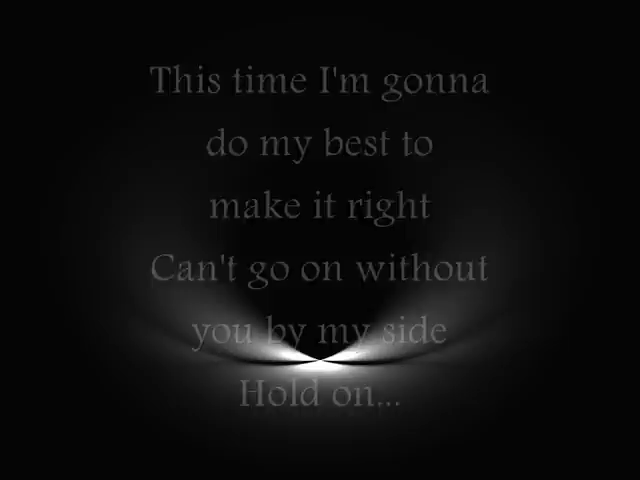 This time I'm gonna
do my best to
make it right
Can't go on without
you by my side
Hold on...